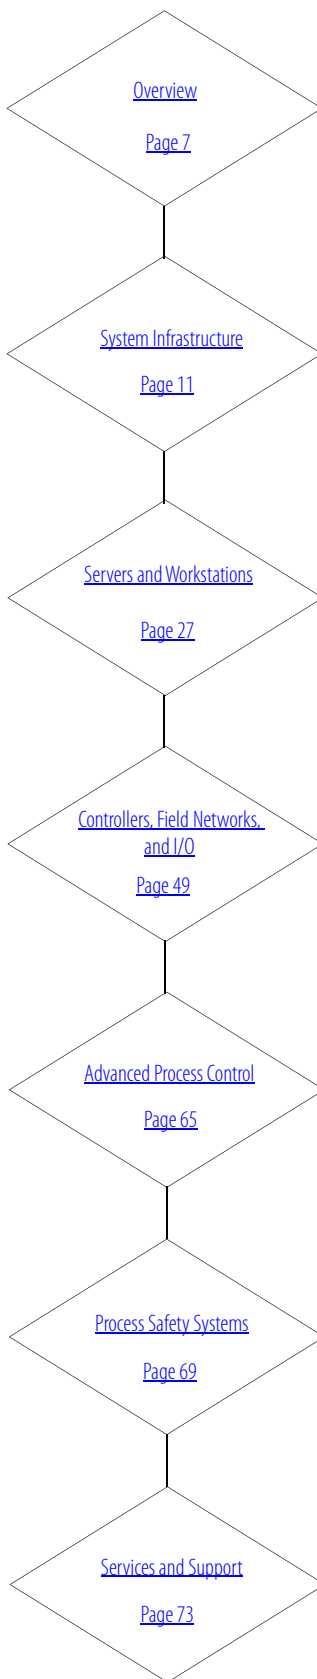 Overview
Page 7
System Infrastructure
Page 11
Servers and Workstations
Page 27
Controllers, Field Networks,
and I/O
Page 49
Advanced Process Control
Page 65
Process Safety Systems
Page 69
Services and Support
Page 73